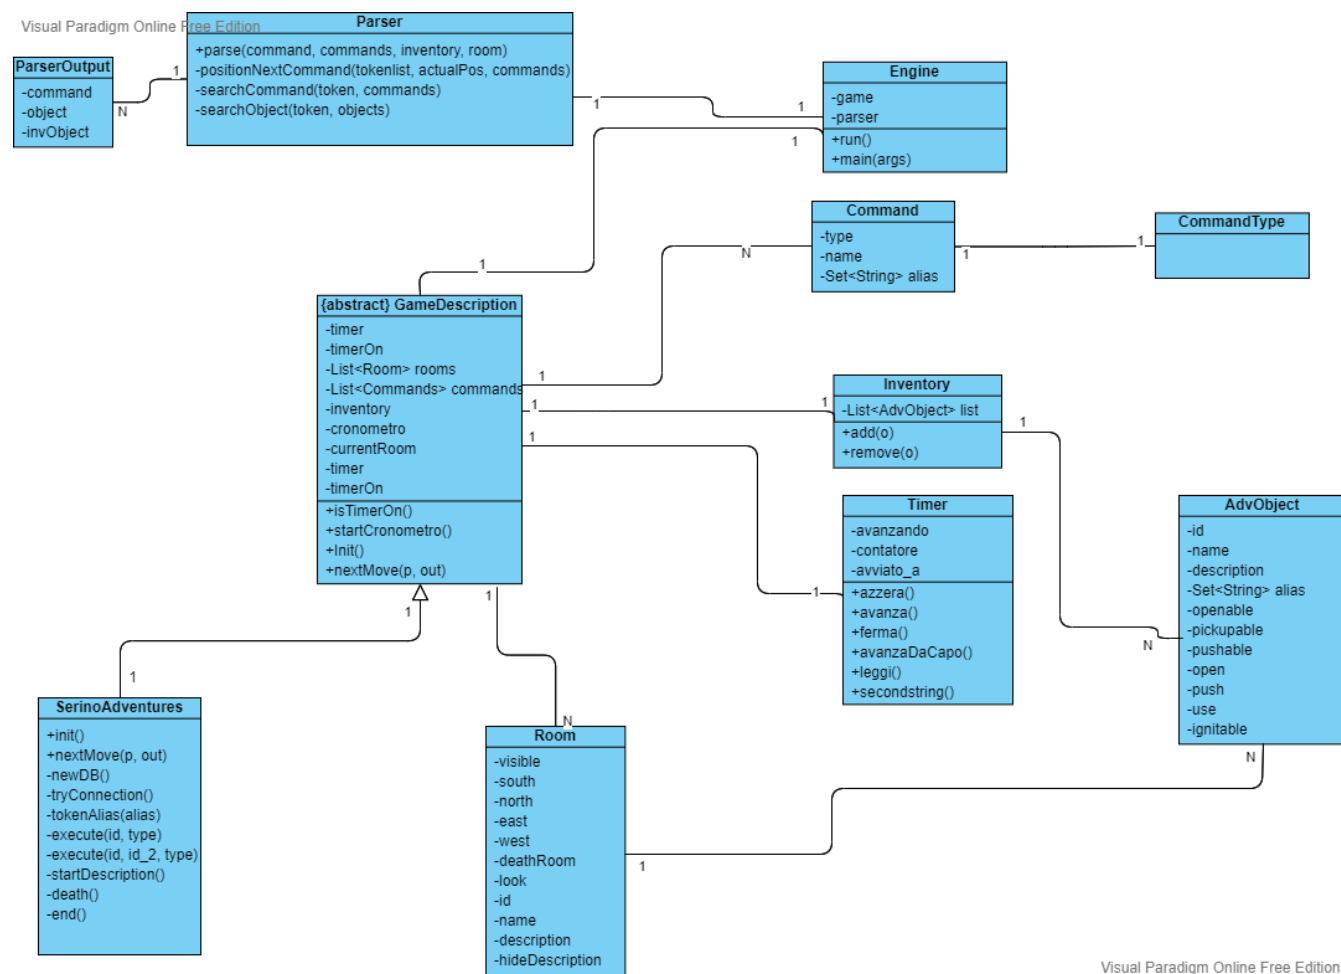 Visual Paradigm Online Free Edition
Parser
+parse(command, commands, inventory, room)
-positionNextCommand(tokenlist, actualPos, commands)
-searchCommand(token, commands)
-searchObject(token, objects)
ParserOutput
-command
-object
-invObject
1
N
1
1
Engine
-game
-parser
+run()
+main(args)
1
1
Command
-type
-name
-Set<String> alias
N
1
1
CommandType
{abstract} GameDescription
-timer
-timerOn
-List<Room> rooms
-List<Commands> commands
-inventory
-cronometro
-currentRoom
-timer
-timerOn
+isTimerOn()
+startCronometro()
+Init()
+nextMove(p, out)
1
1
1
1
Inventory
-List<AdvObject> list
+add(o)
+remove(o)
1
Timer
-avanzando
-contatore
-avviato_a
+azzera()
+avanza()
+ferma()
+avanzaDaCapo()
+leggi()
+secondstring()
1
AdvObject
-id
-name
-description
-Set<String> alias
-openable
-pickupable
-pushable
-open
-push
-use
-ignitable
N
N
1
1
1
SerinoAdventures
+init()
+nextMove(p, out)
-newDB()
-tryConnection()
-tokenAlias(alias)
-execute(id, type)
-execute(id, id_2, type)
-startDescription()
-death()
-end()
N
Room
-visible
-south
-north
-east
-west
-deathRoom
-look
-id
-name
-description
-hideDescription
1
Visual Paradigm Online Free Edition